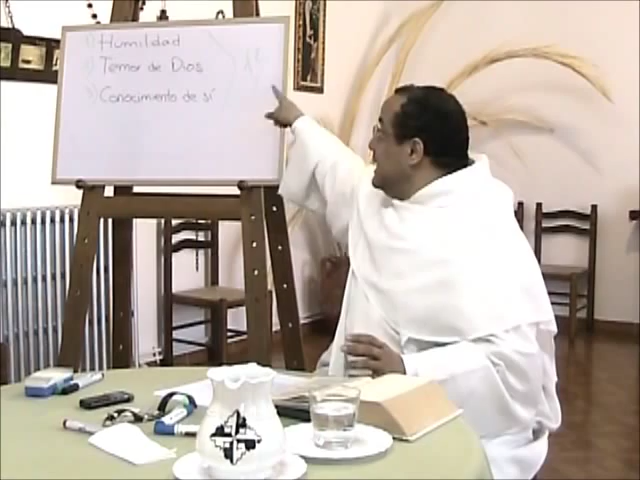 1) Humildad
2) Temor de Dios
3) Conocimiento de sí